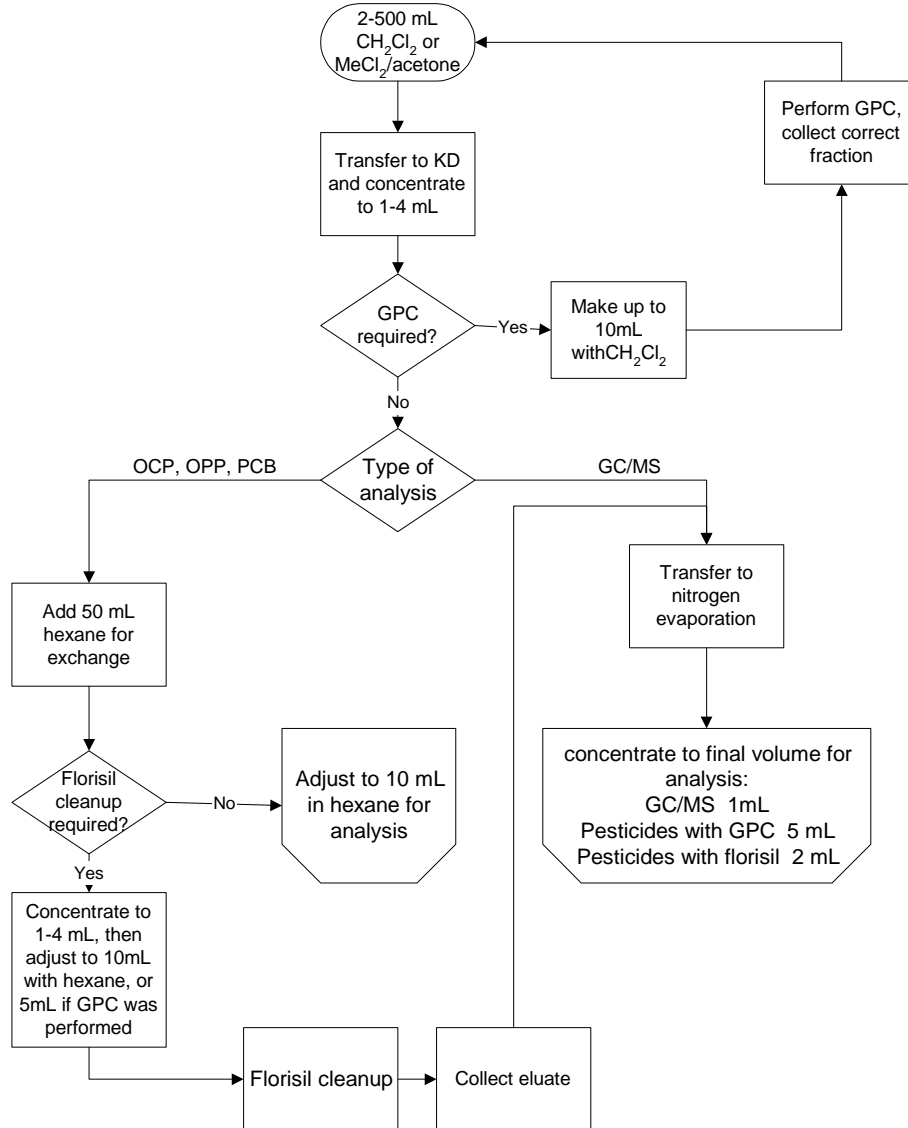 2-500 mL
CH₂Cl₂ or
MeCl₂/acetone
Perform GPC,
collect correct
fraction
Transfer to KD
and concentrate
to 1-4 mL
GPC
required?
Yes
Make up to
10mL
withCH₂Cl₂
No
Type of
analysis
OCP, OPP, PCB
GC/MS
Transfer to
nitrogen
evaporation
Add 50 mL
hexane for
exchange
Florisil
cleanup
required?
No
Adjust to 10 mL
in hexane for
analysis
concentrate to final volume for
analysis:
GC/MS 1mL
Pesticides with GPC 5 mL
Pesticides with florisil 2 mL
Yes
Concentrate to
1-4 mL, then
adjust to 10mL
with hexane, or
5mL if GPC was
performed
Florisil cleanup
Collect eluate